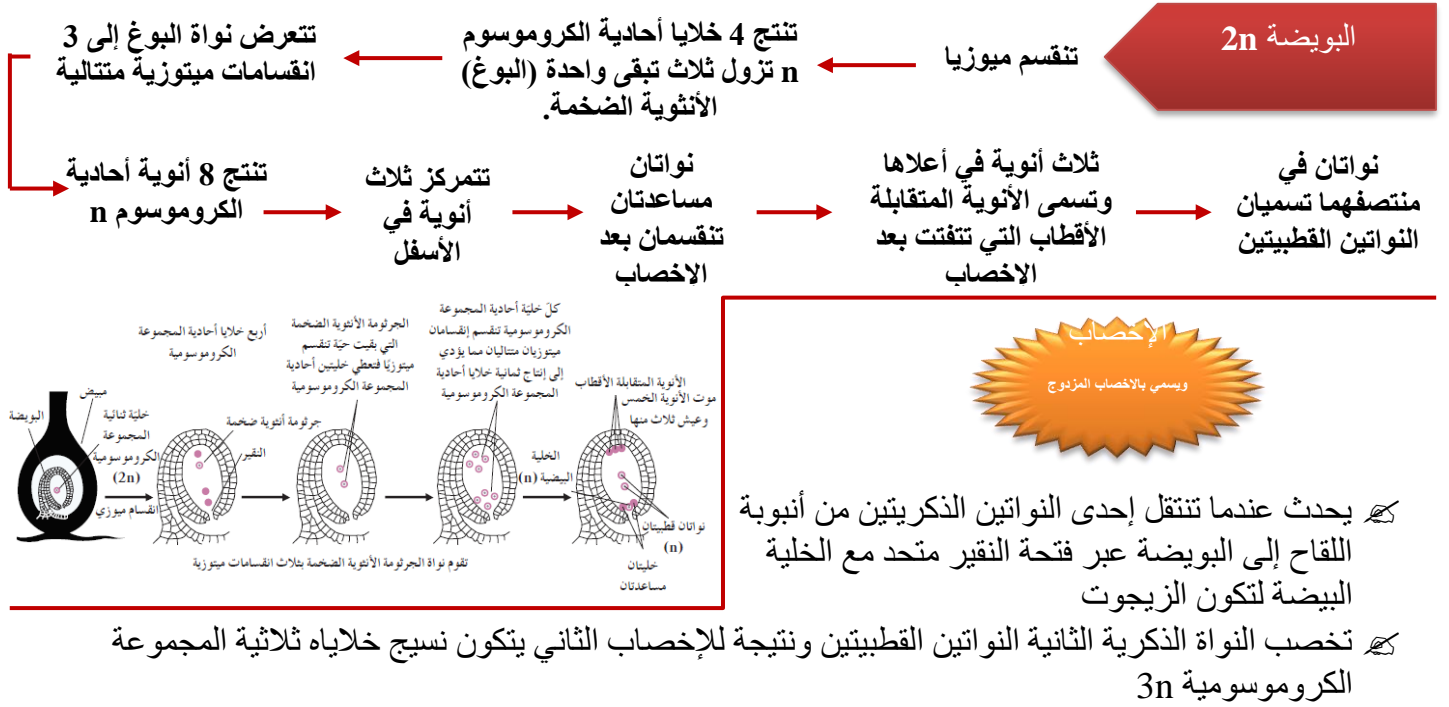 البويضة 2n
تنقسم ميوزيا
تنتج 4 خلايا أحادية الكروموسوم
n تزول ثلاث تبقى واحدة (البوغ)
الأنثوية الضخمة.
تتعرض نواة البوغ إلى 3
انقسامات ميتوزية متتالية
تنتج 8 أنوية أحادية
الكروموسوم n
تتمركز ثلاث
أنوية في
الأسفل
نواتان
مساعدتان
تنقسمان بعد
الإخصاب
ثلاث أنوية في أعلاها
وتسمى الأنوية المتقابلة
الأقطاب التي تتفتت بعد
الإخصاب
نواتان في
منتصفهما تسميان
النواتين القطبيتين
البويضة
مبيض
خليّة ثنائية
المجموعة
الكروموسومية
(2n)
انقسام ميوزي
أربع خلايا أحادية المجموعة
الكروموسومية
جرثومة أنثوية ضخمة
النقير
الجرثومة الأنثوية الضخمة
التي بقيت حيّة تنقسم
ميتوزيًا فتعطي خليتين أحادية
المجموعة الكروموسومية
كلّ خليّة أحادية المجموعة
الكروموسومية تنقسم إنقسامان
ميتوزيان متتاليان مما يؤدي
إلى إنتاج ثمانية خلايا أحادية
المجموعة الكروموسومية
الأنوية المتقابلة الأقطاب
موت الأنوية الخمس
وعيش ثلاث منها
الخلية
البيضية (n)
نواتان قطبيتان
(n)
خليتان
مساعدتان
تقوم نواة الجرثومة الأنثوية الضخمة بثلاث انقسامات ميتوزية
الإخصاب
ويسمي بالاخصاب المزدوج
يحدث عندما تنتقل إحدى النواتين الذكريتين من أنبوبة
اللقاح إلى البويضة عبر فتحة النقير متحد مع الخلية
البيضة لتكون الزيجوت
تخصب النواة الذكرية الثانية النواتين القطبيتين ونتيجة للإخصاب الثاني يتكون نسيج خلاياه ثلاثية المجموعة
الكروموسومية 3n